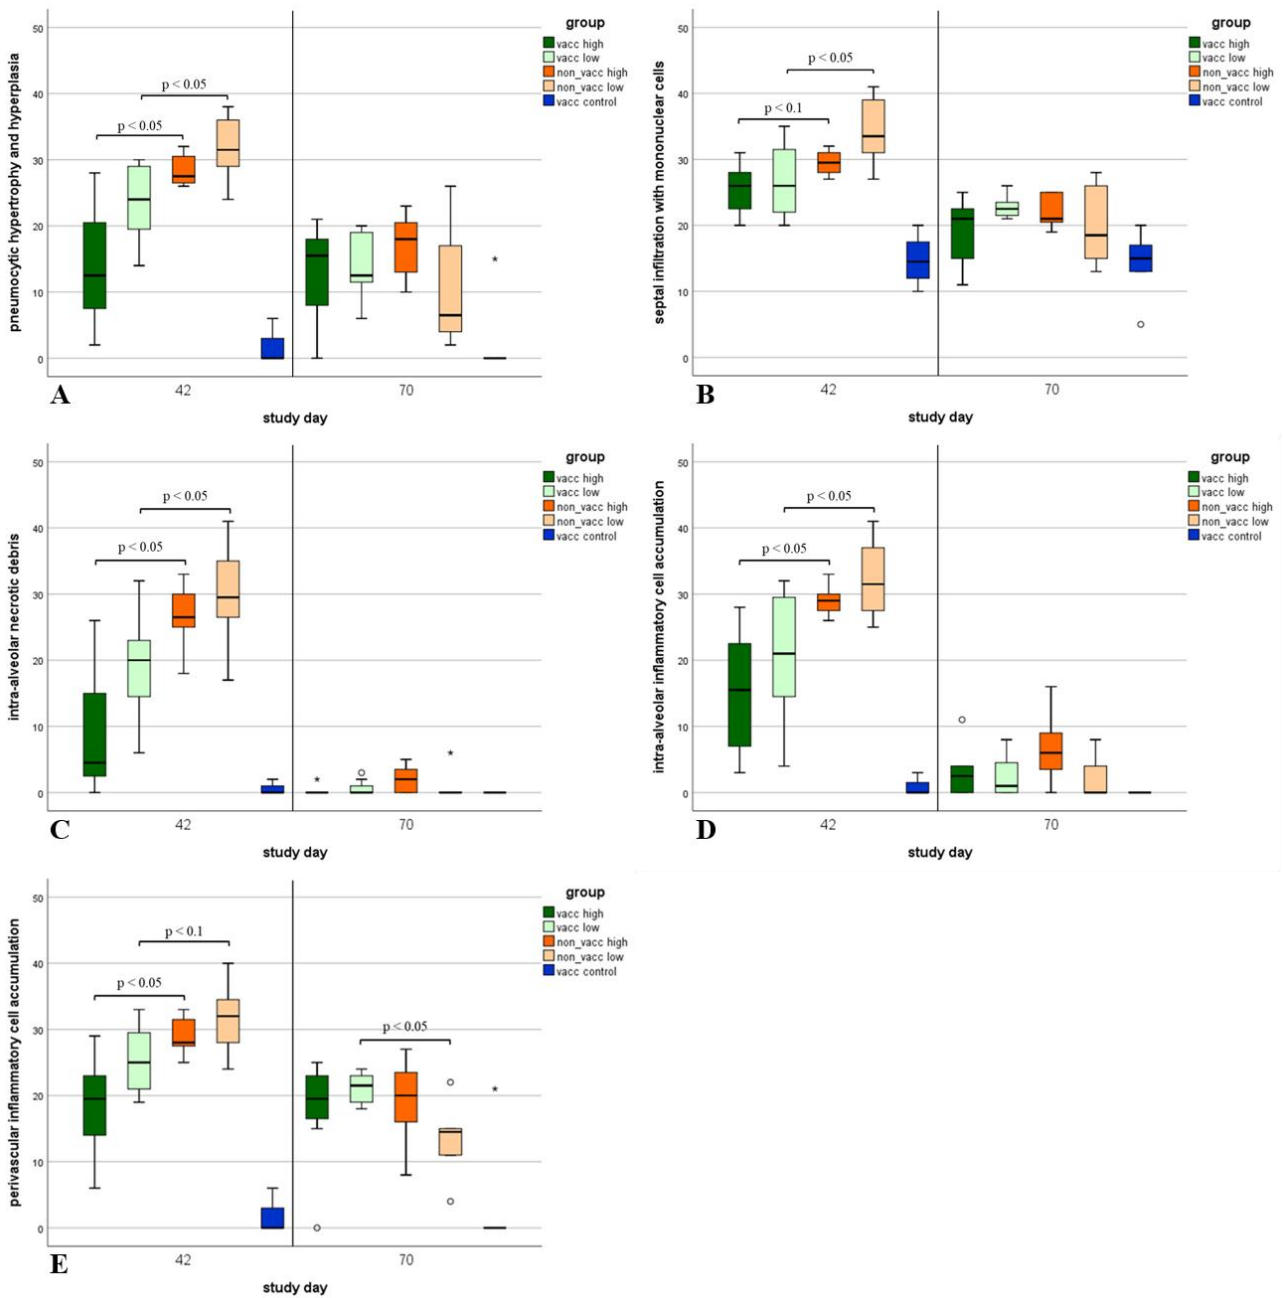 group
vacc high
vacc low
non_vacc high
non_vacc low
vacc control
pneumocytic hypertrophy and hyperplasia
50
40
30
20
10
0
p < 0.05
p < 0.05
42
70
study day
A
group
vacc high
vacc low
non_vacc high
non_vacc low
vacc control
septal infiltration with mononuclear cells
50
40
30
20
10
0
p < 0.05
p < 0.1
42
70
study day
B
group
vacc high
vacc low
non_vacc high
non_vacc low
vacc control
intra-alveolar necrotic debris
50
40
30
20
10
0
p < 0.05
p < 0.05
42
70
study day
C
group
vacc high
vacc low
non_vacc high
non_vacc low
vacc control
intra-alveolar inflammatory cell accumulation
50
40
30
20
10
0
p < 0.05
p < 0.05
42
70
study day
D
group
vacc high
vacc low
non_vacc high
non_vacc low
vacc control
perivascular inflammatory cell accumulation
50
40
30
20
10
0
p < 0.1
p < 0.05
p < 0.05
42
70
study day
E